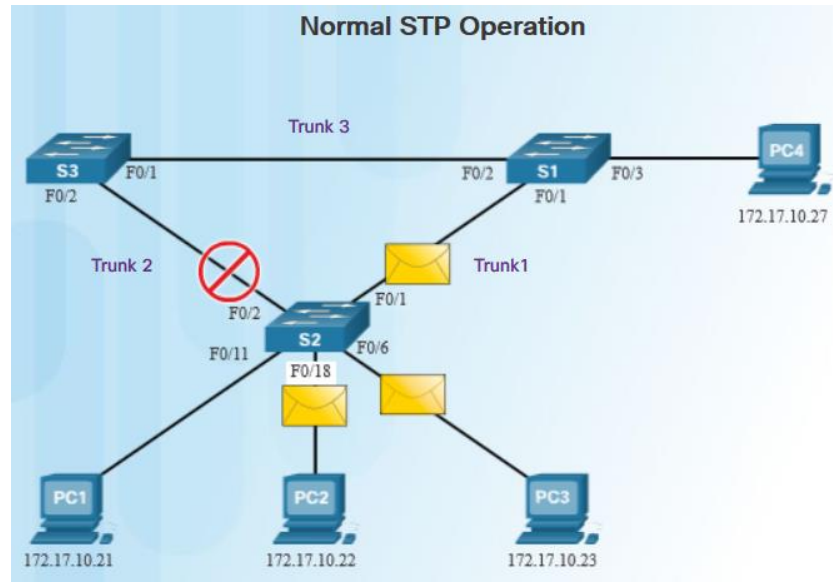 Normal STP Operation
Trunk 3
S3
F0/1
F0/2
S1
F0/3
PC4
F0/2
F0/1
172.17.10.27
Trunk 2
Trunk1
F0/2
F0/1
S2
F0/11
F0/6
F0/18
PC1
PC2
PC3
172.17.10.21
172.17.10.22
172.17.10.23